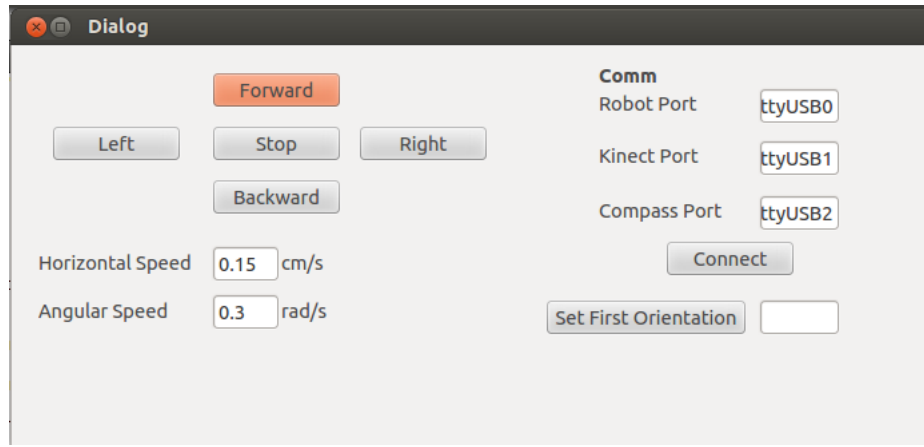 Dialog
Forward
Left Stop Right
Backward
Horizontal Speed 0.15 cm/s
Angular Speed 0.3 rad/s
Comm
Robot Port ttyUSB0
Kinect Port ttyUSB1
Compass Port ttyUSB2
Connect
Set First Orientation